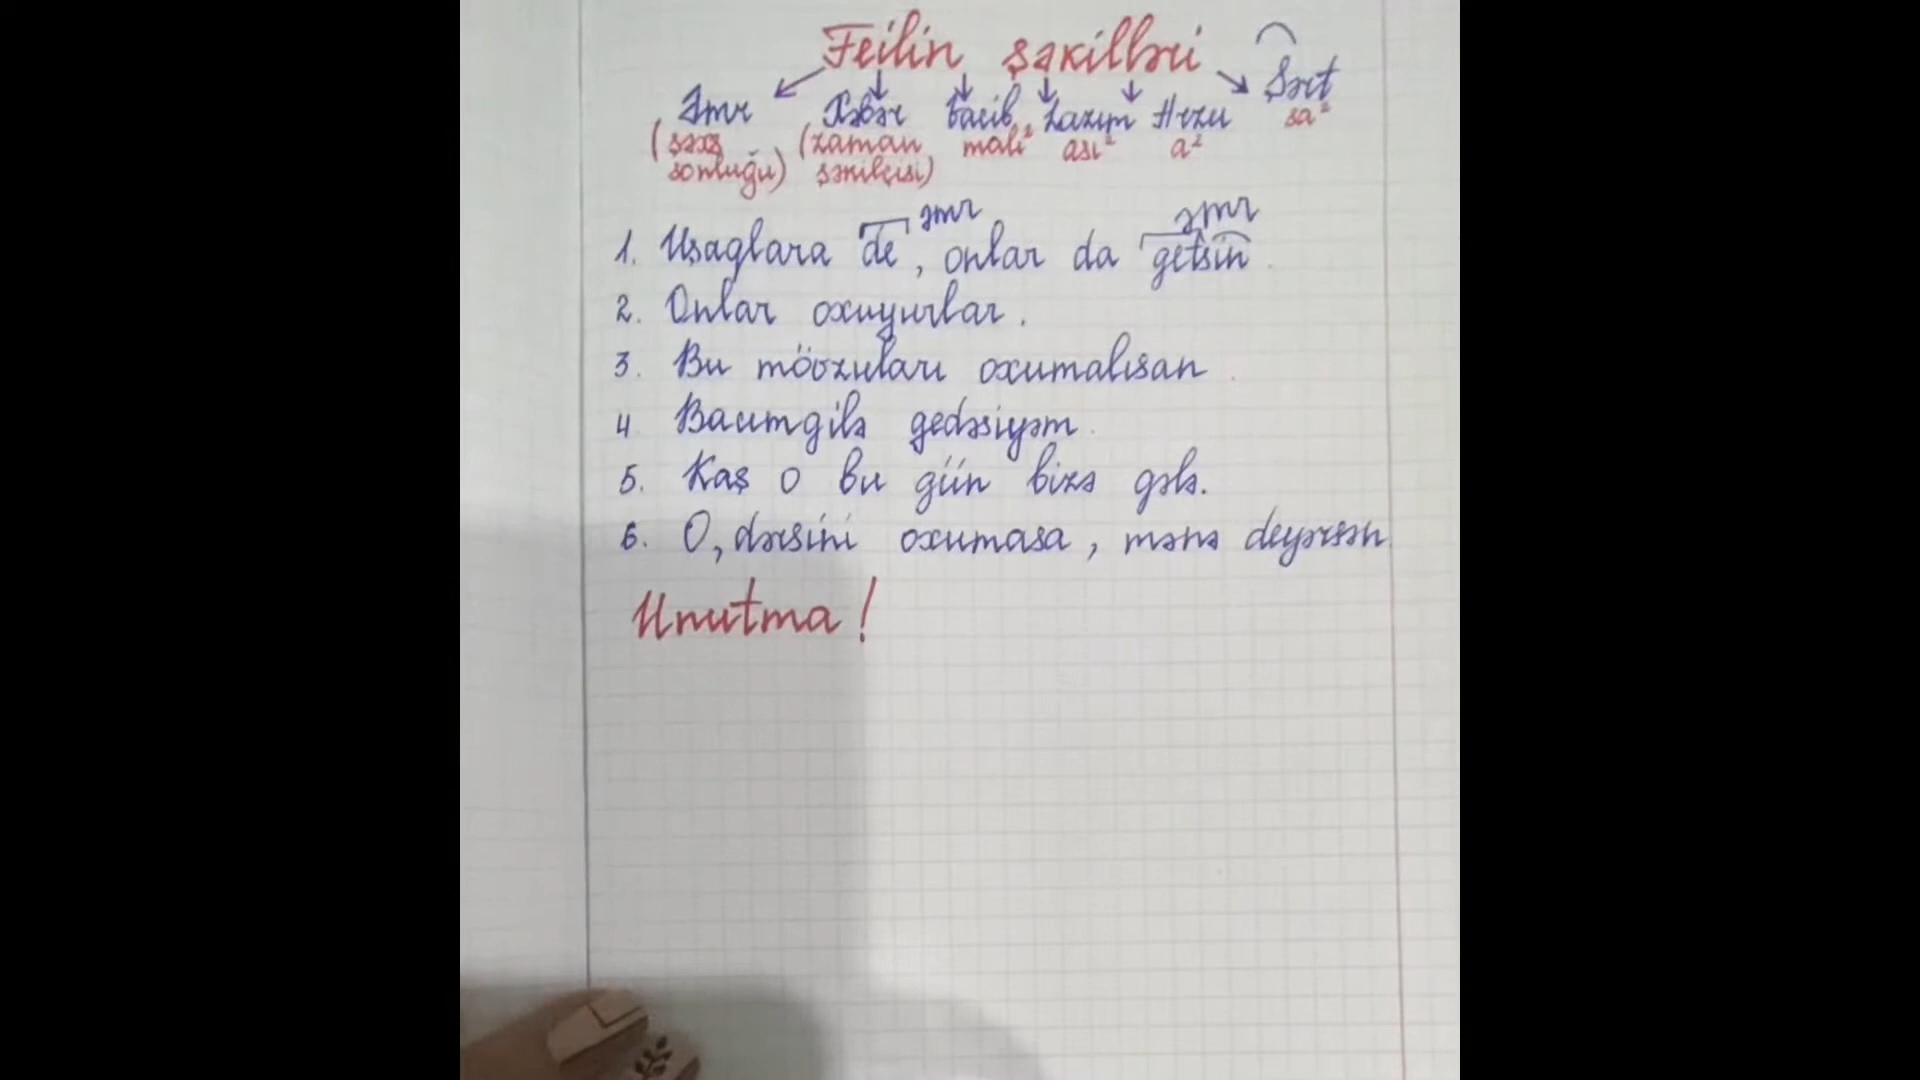 Feilin şəkilləri
Əmr Xəbər Vacib Lazım Arzu Şərt
(şəxs sonluğu) (zaman şəkilçisi) malı² ası² a² sa²
əmr əmr
1. Uşaqlara de, onlar da getsin.
2. Onlar oxuyurlar.
3. Bu mövzuları oxumalısan.
4 Bacımgilə gedəsiyəm.
5. Kaş o bu gün bizə gələ.
6. O, dərsini oxumasa, mənə deyərsən.
Unutma!